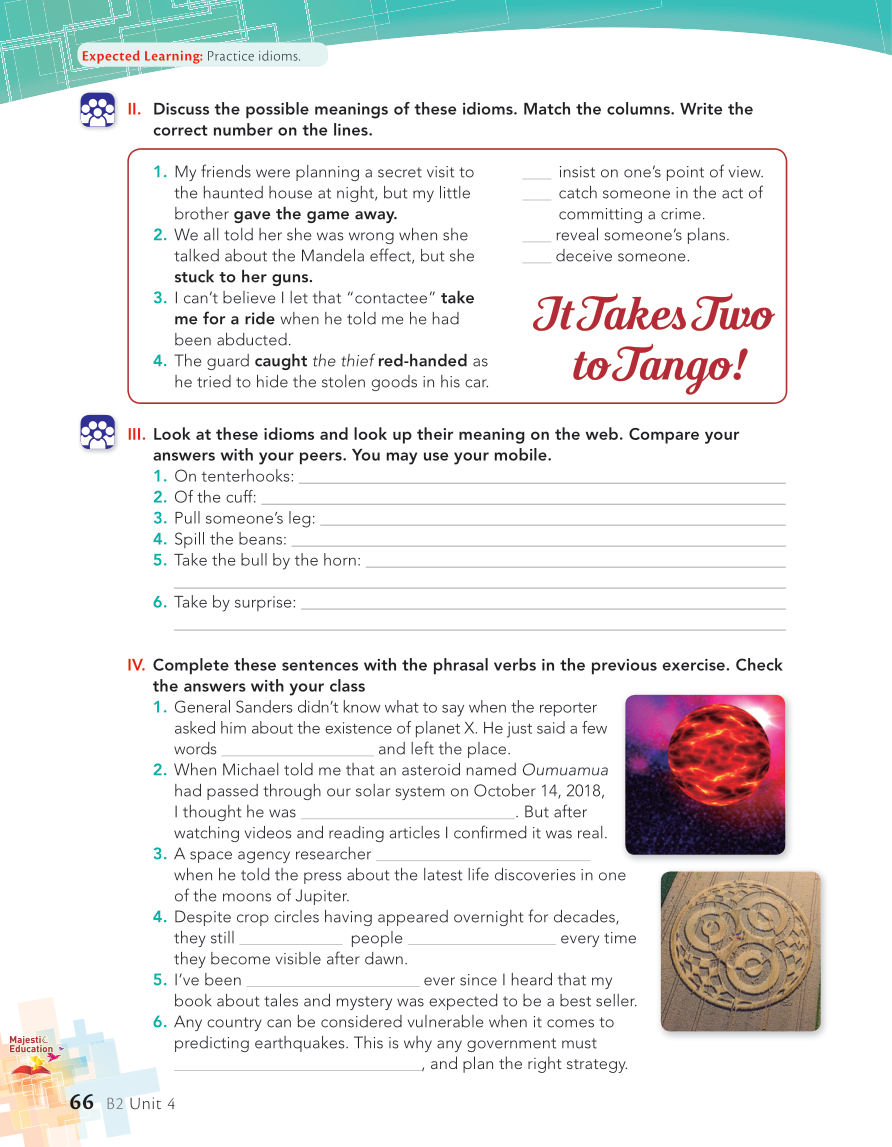 Expected Learning: Practice idioms.
II. Discuss the possible meanings of these idioms. Match the columns. Write the
correct number on the lines.
1. My friends were planning a secret visit to
the haunted house at night, but my little
brother gave the game away.
2. We all told her she was wrong when she
talked about the Mandela effect, but she
stuck to her guns.
3. I can't believe I let that “contactee” take
me for a ride when he told me he had
been abducted.
4. The guard caught the thief red-handed as
he tried to hide the stolen goods in his car.
____ insist on one's point of view.
____ catch someone in the act of
committing a crime.
____ reveal someone's plans.
____ deceive someone.
It Takes Two
to Tango!
III. Look at these idioms and look up their meaning on the web. Compare your
answers with your peers. You may use your mobile.
1. On tenterhooks:
2. Of the cuff:
3. Pull someone's leg:
4. Spill the beans:
5. Take the bull by the horn:
6. Take by surprise:
IV. Complete these sentences with the phrasal verbs in the previous exercise. Check
the answers with your class
1. General Sanders didn't know what to say when the reporter
asked him about the existence of planet X. He just said a few
words ____ and left the place.
2. When Michael told me that an asteroid named Oumuamua
had passed through our solar system on October 14, 2018,
I thought he was ____. But after
watching videos and reading articles I confirmed it was real.
3. A space agency researcher ____
when he told the press about the latest life discoveries in one
of the moons of Jupiter.
4. Despite crop circles having appeared overnight for decades,
they still ____ people ____ every time
they become visible after dawn.
5. I've been ____ ever since I heard that my
book about tales and mystery was expected to be a best seller.
6. Any country can be considered vulnerable when it comes to
predicting earthquakes. This is why any government must
____, and plan the right strategy.
Majestic
Education
66 B2 Unit 4